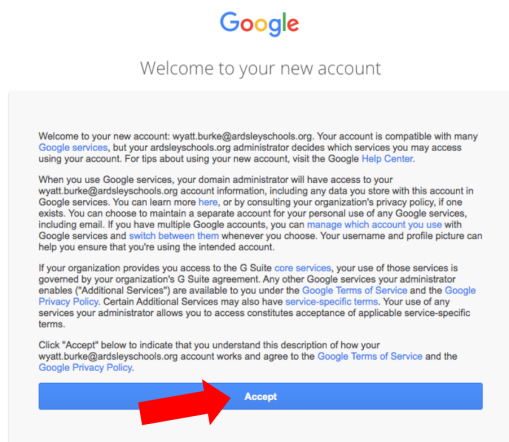 Google
Welcome to your new account
Welcome to your new account: wyatt.burke@ardsleyschools.org. Your account is compatible with many
Google services, but your ardsleyschools.org administrator decides which services you may access
using your account. For tips about using your new account, visit the Google Help Center.
When you use Google services, your domain administrator will have access to your
wyatt.burke@ardsleyschools.org account information, including any data you store with this account in
Google services. You can learn more here, or by consulting your organization's privacy policy, if one
exists. You can choose to maintain a separate account for your personal use of any Google services,
including email. If you have multiple Google accounts, you can manage which account you use with
Google services and switch between them whenever you choose. Your username and profile picture can
help you ensure that you're using the intended account.
If your organization provides you access to the G Suite core services, your use of those services is
governed by your organization's G Suite agreement. Any other Google services your administrator
enables ("Additional Services") are available to you under the Google Terms of Service and the Google
Privacy Policy. Certain Additional Services may also have service-specific terms. Your use of any
services your administrator allows you to access constitutes acceptance of applicable service-specific
terms.
Click "Accept" below to indicate that you understand this description of how your
wyatt.burke@ardsleyschools.org account works and agree to the Google Terms of Service and the
Google Privacy Policy.
Accept